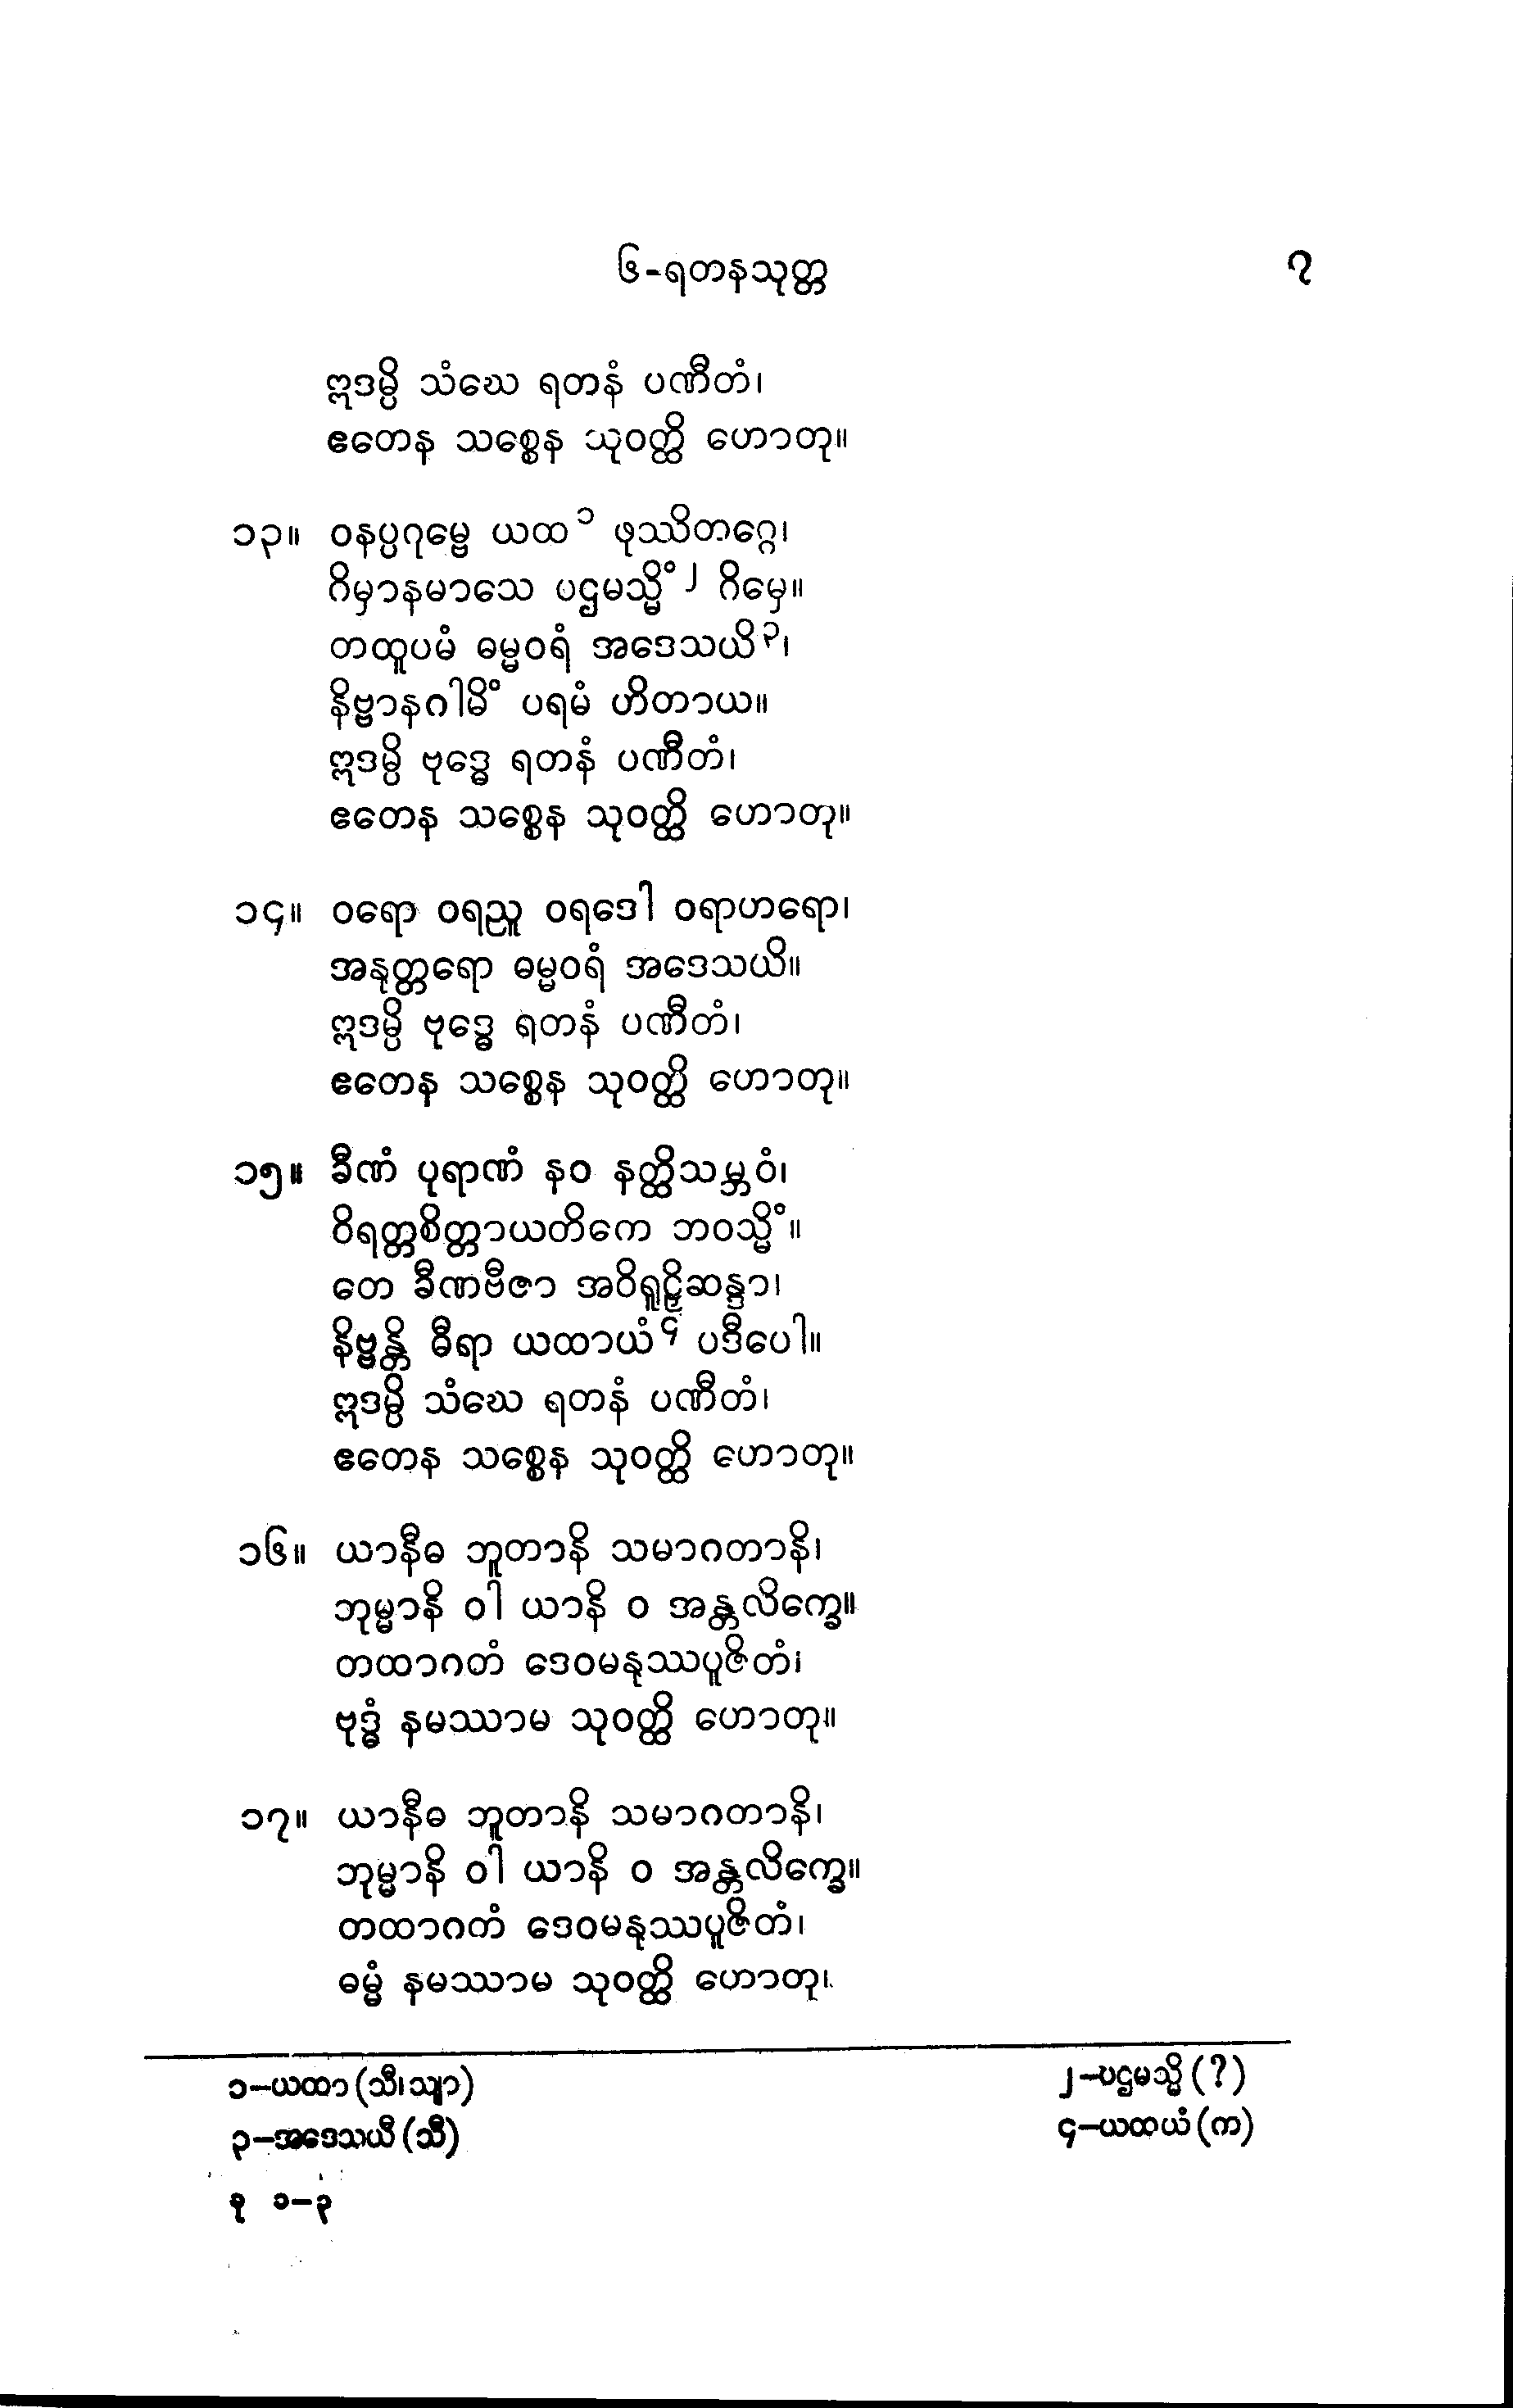 ၆-ရတနသုတ္တ ၇
ဣဒမ္ပိ သံဃေ ရတနံ ပဏီတံ၊
ဧတေန သစ္စေန သုဝတ္ထိ ဟောတု။
၁၃။ ဝနပ္ပဂုမ္ဗေ ယထ ၁ ဖုဿိတဂ္ဂေ၊
ဂိမှာနမာသေ ပဌမသ္မိံ ၂ ဂိမှေ။
တထူပမံ ဓမ္မဝရံ အဒေသယိ ၃၊
နိဗ္ဗာနဂါမိံ ပရမံ ဟိတာယ။
ဣဒမ္ပိ ဗုဒ္ဓေ ရတနံ ပဏီတံ၊
ဧတေန သစ္စေန သုဝတ္ထိ ဟောတု။
၁၄။ ဝရော ဝရညူ ဝရဒေါ ဝရာဟရော၊
အနုတ္တရော ဓမ္မဝရံ အဒေသယိ။
ဣဒမ္ပိ ဗုဒ္ဓေ ရတနံ ပဏီတံ၊
ဧတေန သစ္စေန သုဝတ္ထိ ဟောတု။
၁၅။ ခီဏံ ပုရာဏံ နဝ နတ္ထိသမ္ဘဝံ၊
ဝိရတ္တစိတ္တာယတိကေ ဘဝသ္မိံ။
တေ ခီဏဗီဇာ အဝိရူဠှိဆန္ဒာ၊
နိဗ္ဗန္တိ ဓီရာ ယထာယံ ၄ ပဒီပေါ။
ဣဒမ္ပိ သံဃေ ရတနံ ပဏီတံ၊
ဧတေန သစ္စေန သုဝတ္ထိ ဟောတု။
၁၆။ ယာနီဓ ဘူတာနိ သမာဂတာနိ၊
ဘုမ္မာနိ ဝါ ယာနိ ဝ အန္တလိက္ခေ။
တထာဂတံ ဒေဝမနုဿပူဇိတံ၊
ဗုဒ္ဓံ နမဿာမ သုဝတ္ထိ ဟောတု။
၁၇။ ယာနီဓ ဘူတာနိ သမာဂတာနိ၊
ဘုမ္မာနိ ဝါ ယာနိ ဝ အန္တလိက္ခေ။
တထာဂတံ ဒေဝမနုဿပူဇိတံ၊
ဓမ္မံ နမဿာမ သုဝတ္ထိ ဟောတု၊
၁–ယထာ (သီ၊သျာ) ၂–ပဌမသ္မိ (?)
၃–အဒေသယီ (သီ) ၄–ယထယံ (က)
ခု ၁–၃